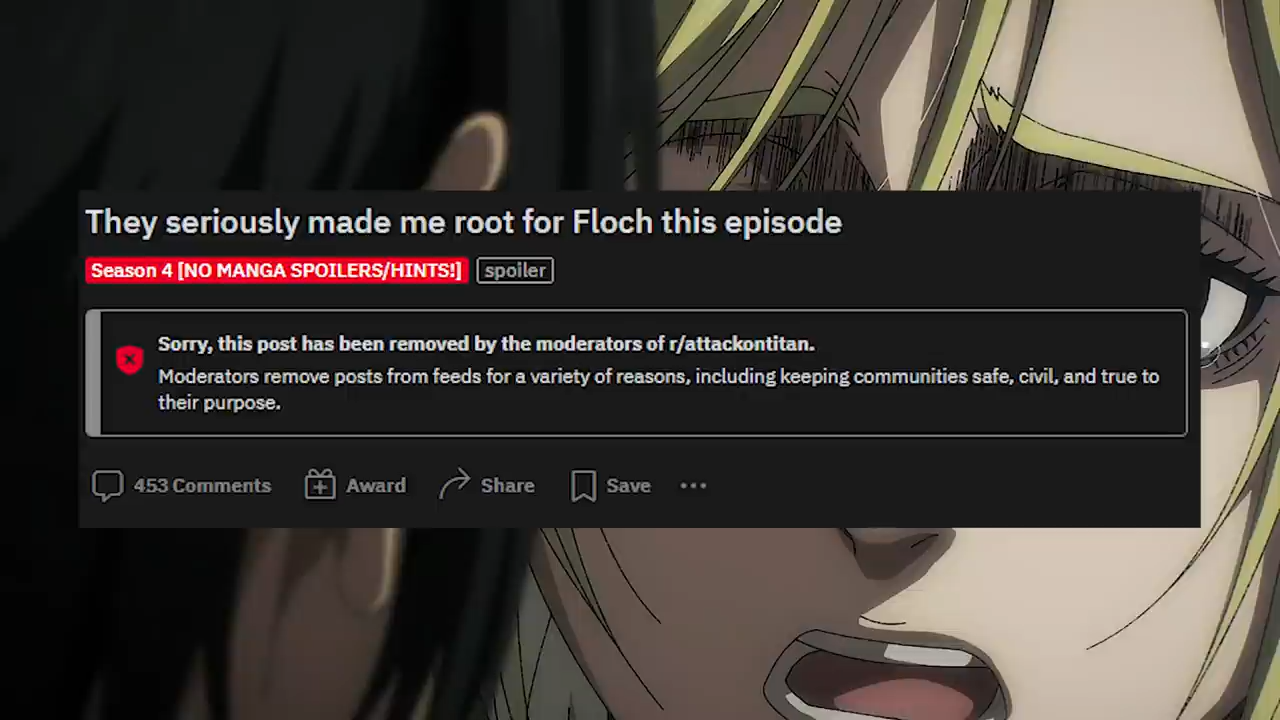 They seriously made me root for Floch this episode
Season 4 [NO MANGA SPOILERS/HINTS!] spoiler
Sorry, this post has been removed by the moderators of r/attackontitan.
Moderators remove posts from feeds for a variety of reasons, including keeping communities safe, civil, and true to
their purpose.
453 Comments Award Share Save